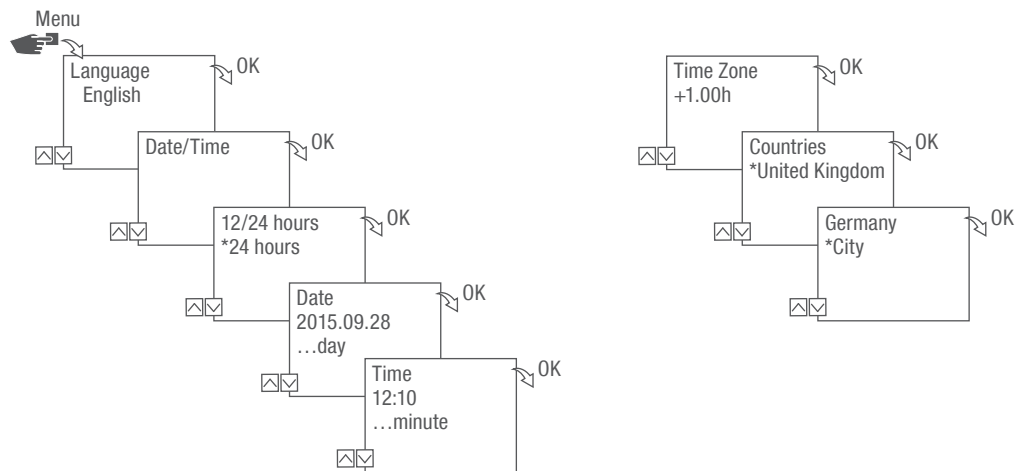 Menu
Language
English
OK
Date/Time
OK
12/24 hours
*24 hours
OK
Date
2015.09.28
…day
OK
Time
12:10
…minute
OK
Time Zone
+1.00h
OK
Countries
*United Kingdom
OK
Germany
*City
OK